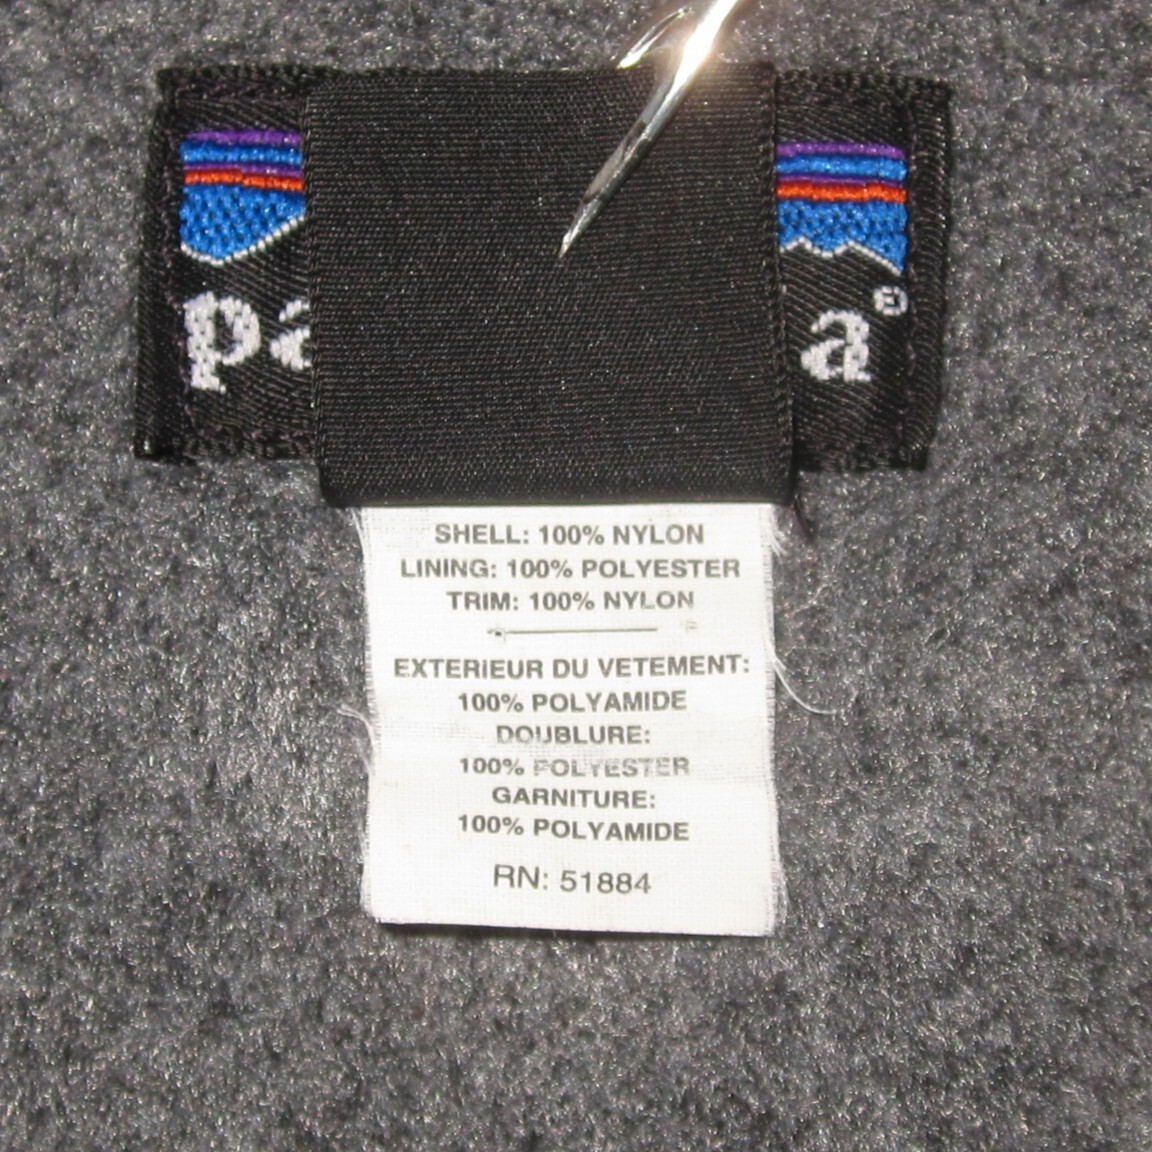 pa a®
SHELL: 100% NYLON
LINING: 100% POLYESTER
TRIM: 100% NYLON
EXTERIEUR DU VETEMENT:
100% POLYAMIDE
DOUBLURE:
100% POLYESTER
GARNITURE:
100% POLYAMIDE
RN: 51884